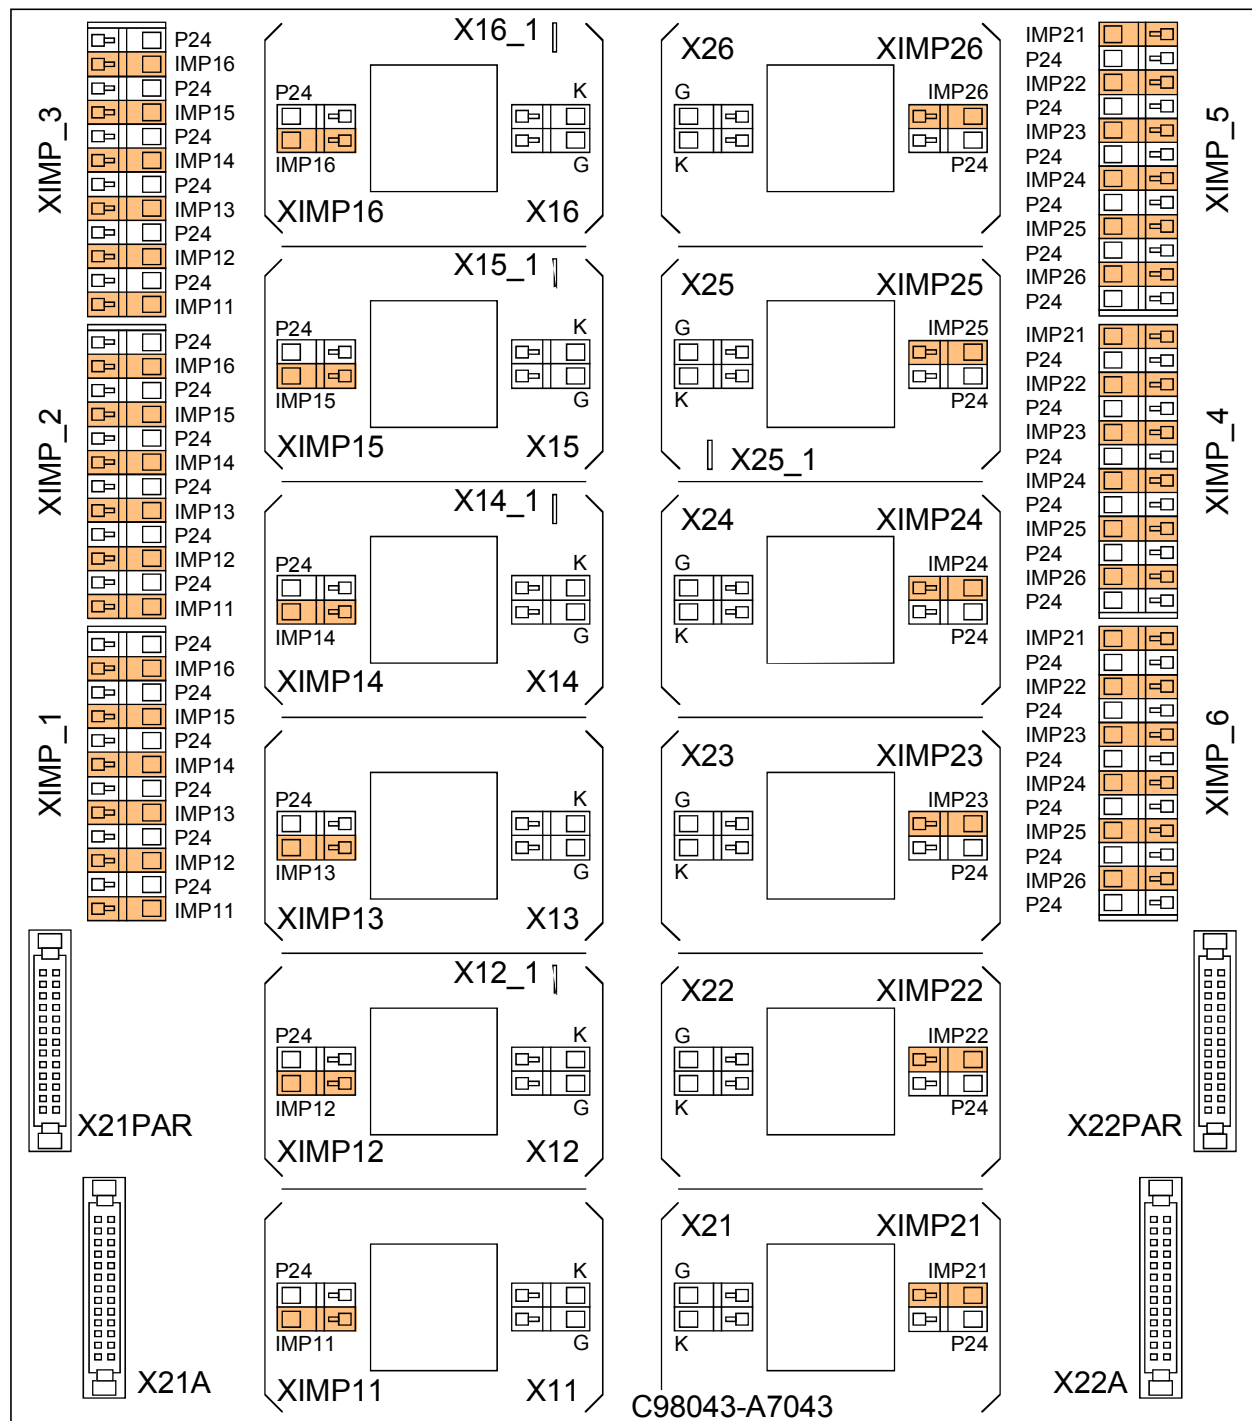 XIMP_3
P24
IMP16
P24
IMP15
P24
IMP14
P24
IMP13
P24
IMP12
P24
IMP11
XIMP_2
P24
IMP16
P24
IMP15
P24
IMP14
P24
IMP13
P24
IMP12
P24
IMP11
XIMP_1
P24
IMP16
P24
IMP15
P24
IMP14
P24
IMP13
P24
IMP12
P24
IMP11
X21PAR
X21A
X16_1
P24
K
IMP16
G
XIMP16
X16
X15_1
P24
K
IMP15
G
XIMP15
X15
X14_1
P24
K
IMP14
G
XIMP14
X14
P24
K
IMP13
G
XIMP13
X13
X12_1
P24
K
IMP12
G
XIMP12
X12
P24
K
IMP11
G
XIMP11
X11
X26
XIMP26
G
IMP26
K
P24
X25
XIMP25
G
IMP25
K
P24
X25_1
X24
XIMP24
G
IMP24
K
P24
X23
XIMP23
G
IMP23
K
P24
X22
XIMP22
G
IMP22
K
P24
X21
XIMP21
G
IMP21
K
P24
C98043-A7043
IMP21
P24
IMP22
P24
IMP23
P24
IMP24
P24
IMP25
P24
IMP26
P24
XIMP_5
IMP21
P24
IMP22
P24
IMP23
P24
IMP24
P24
IMP25
P24
IMP26
P24
XIMP_4
IMP21
P24
IMP22
P24
IMP23
P24
IMP24
P24
IMP25
P24
IMP26
P24
XIMP_6
X22PAR
X22A